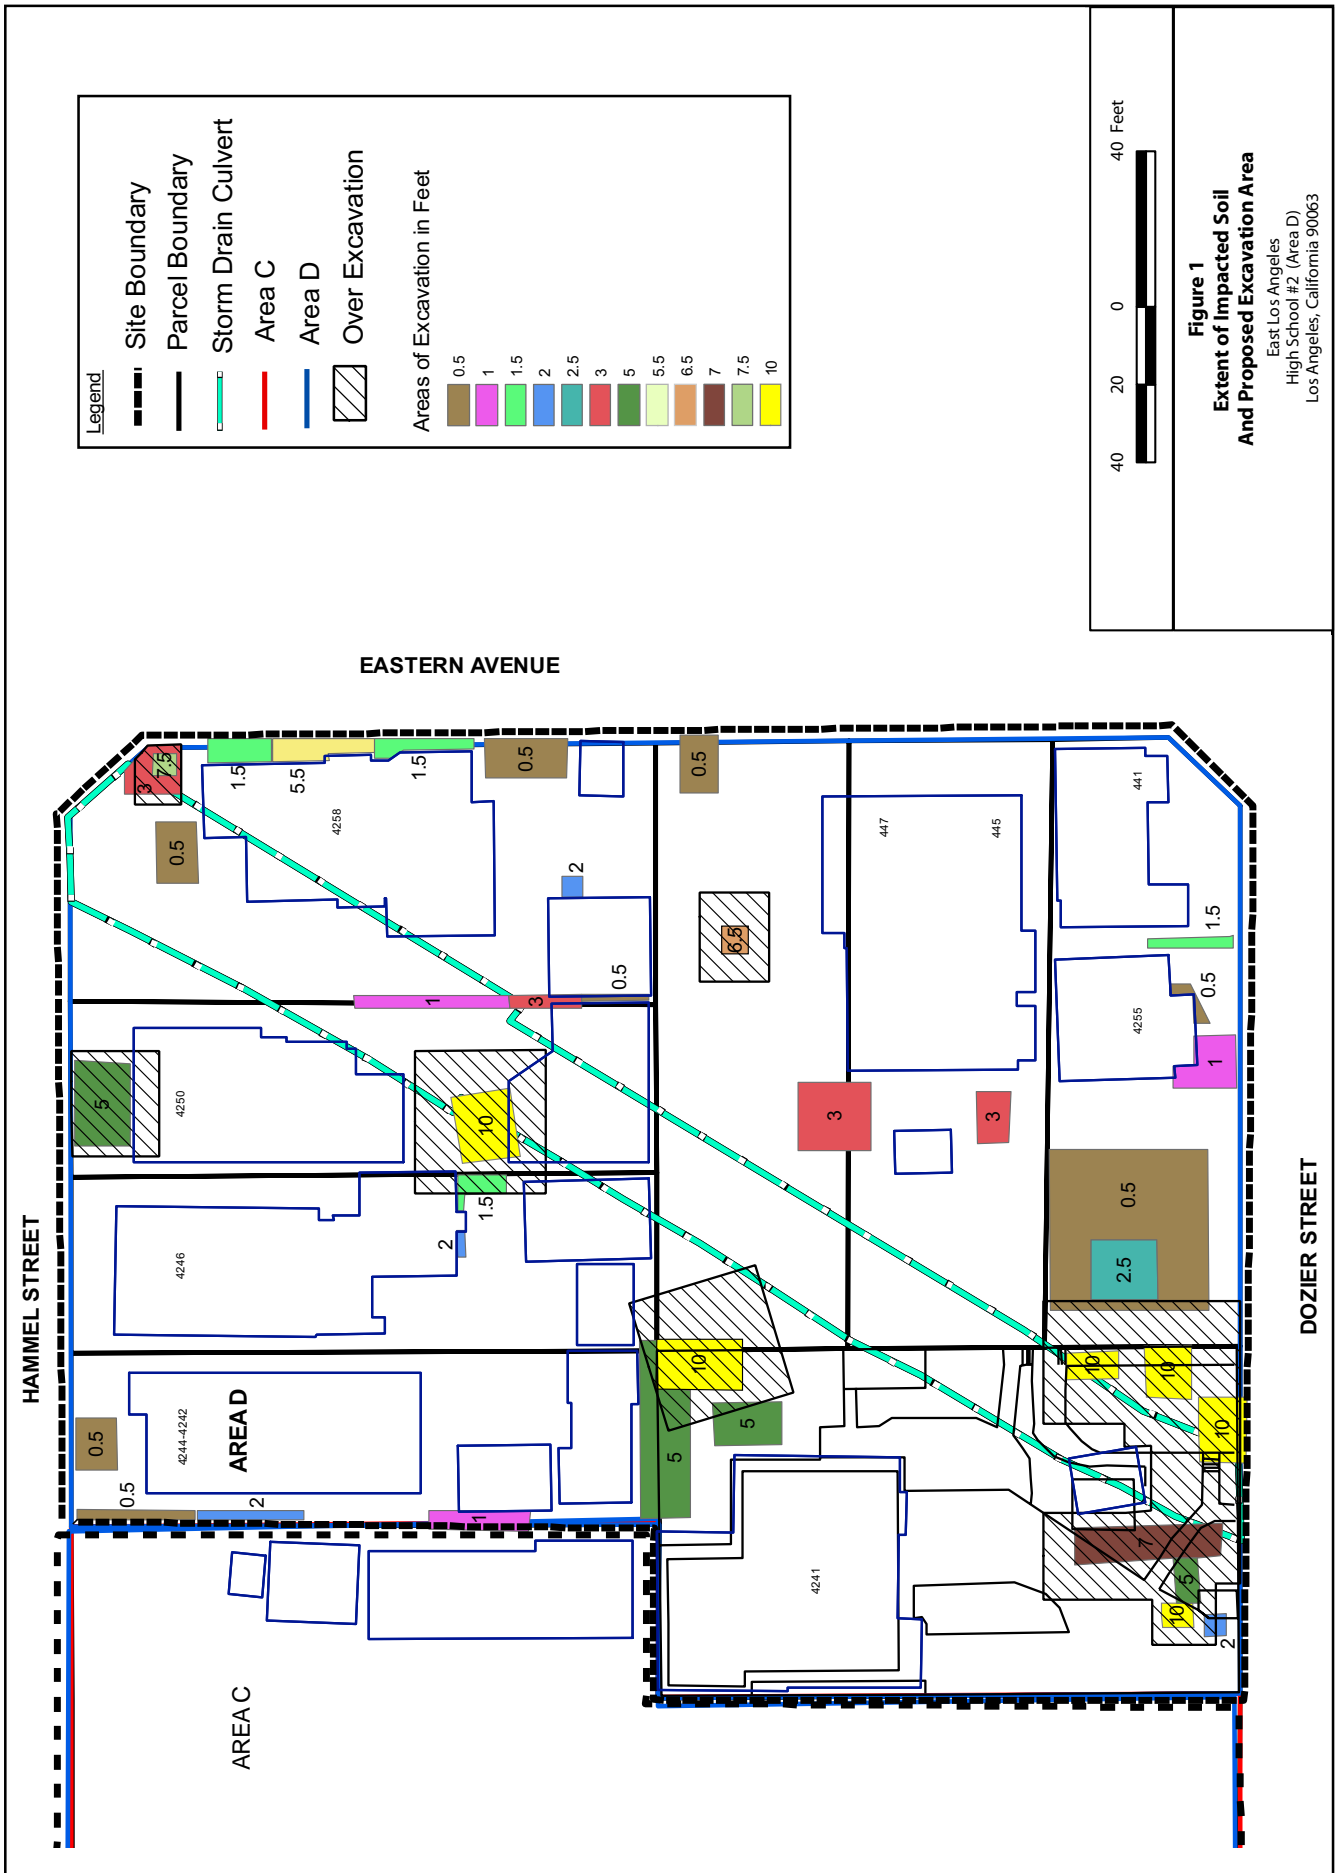 Legend
Site Boundary
Parcel Boundary
Storm Drain Culvert
Area C
Area D
Over Excavation
Areas of Excavation in Feet
0.5
1
1.5
2
2.5
3
5
5.5
6.5
7
7.5
10
40 20 0 40 Feet
Figure 1
Extent of Impacted Soil
And Proposed Excavation Area
East Los Angeles
High School #2 (Area D)
Los Angeles, California 90063
EASTERN AVENUE
HAMMEL STREET
DOZIER STREET
AREA D
AREA C
3
7.5
1.5
5.5
1.5
0.5
0.5
0.5
4258
2
447
445
441
6.5
1.5
0.5
1
3
0.5
4255
1
5
4250
10
3
3
1.5
2
4246
0.5
2.5
10
5
5
10
10
10
0.5
4244-4242
0.5
2
1
4241
7
5
10
2